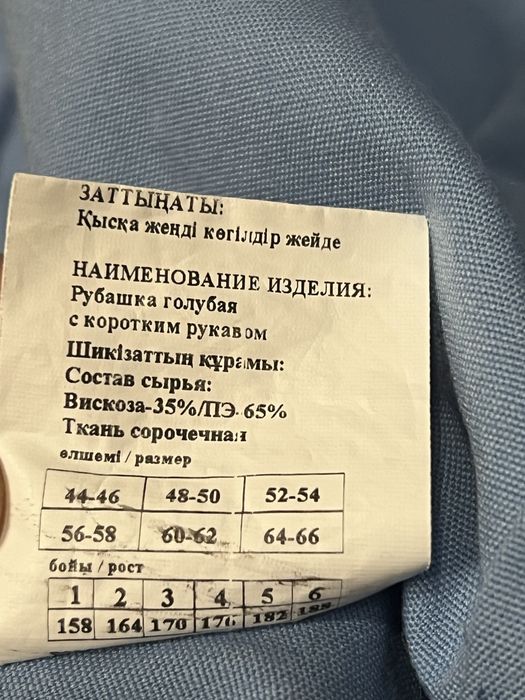 ЗАТТЫҢАТЫ:
Қысқа жеңді көгілдір жейде
НАИМЕНОВАНИЕ ИЗДЕЛИЯ:
Рубашка голубая
с коротким рукавом
Шикізаттың құрамы:
Состав сырья:
Вискоза-35%/ПЭ-65%
Ткань сорочечная
өлшемі / размер
44-46 48-50 52-54
56-58 60-62 64-66
бойы / рост
1 2 3 4 5 6
158 164 170 176 182 188